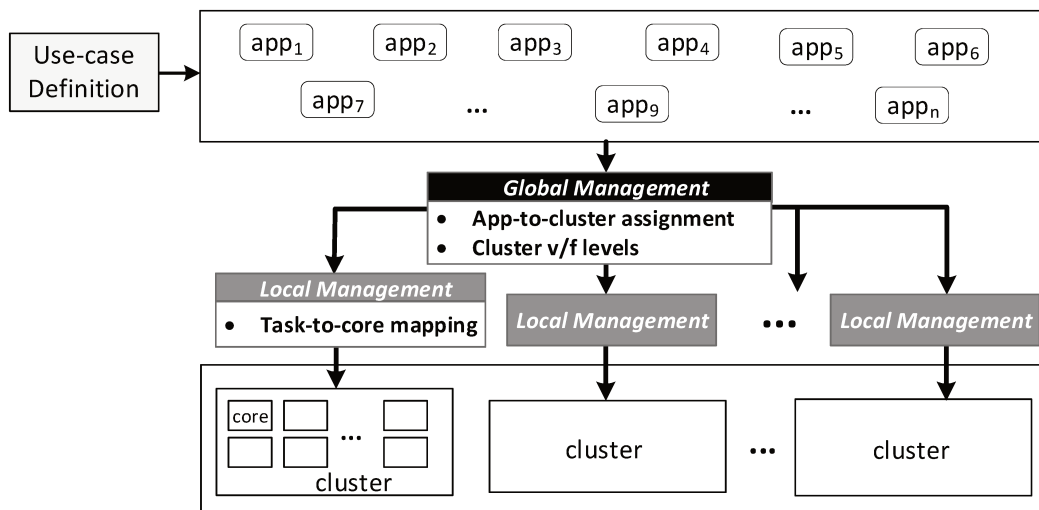 Use-case
Definition
app₁ app₂ app₃ app₄ app₅ app₆
app₇ ... app₉ ... appₙ
Global Management
• App-to-cluster assignment
• Cluster v/f levels
Local Management
• Task-to-core mapping
Local Management ... Local Management
core
...
cluster
cluster ... cluster